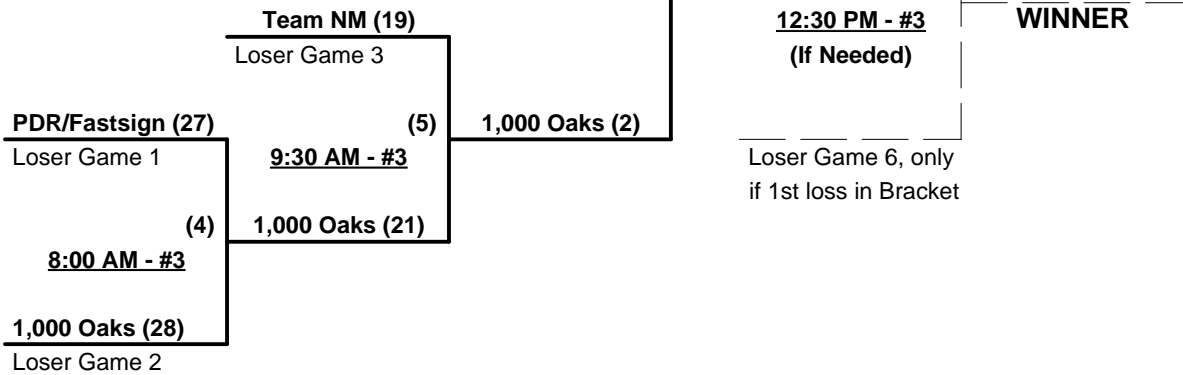 Team NM (19)
Loser Game 3
12:30 PM - #3
(If Needed)
WINNER
PDR/Fastsign (27)
Loser Game 1
(5)
9:30 AM - #3
1,000 Oaks (2)
Loser Game 6, only
if 1st loss in Bracket
(4)
8:00 AM - #3
1,000 Oaks (21)
1,000 Oaks (28)
Loser Game 2